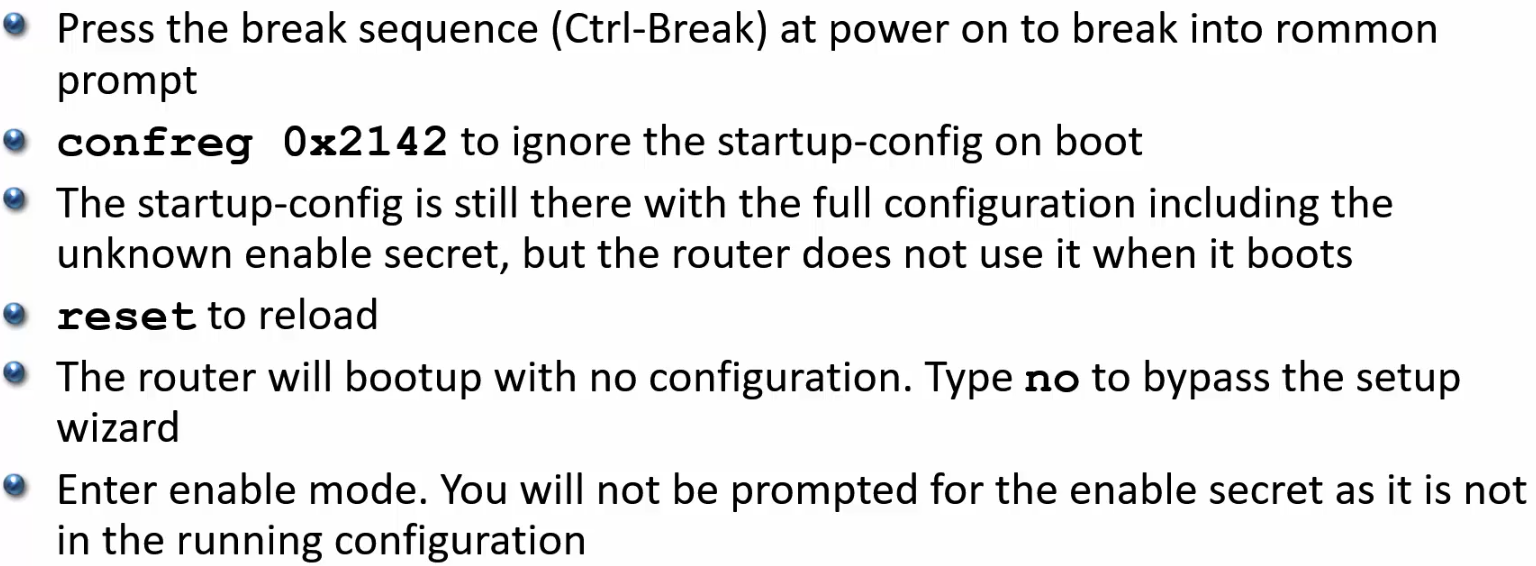 Press the break sequence (Ctrl-Break) at power on to break into rommon
prompt
confreg 0x2142 to ignore the startup-config on boot
The startup-config is still there with the full configuration including the
unknown enable secret, but the router does not use it when it boots
reset to reload
The router will bootup with no configuration. Type no to bypass the setup
wizard
Enter enable mode. You will not be prompted for the enable secret as it is not
in the running configuration